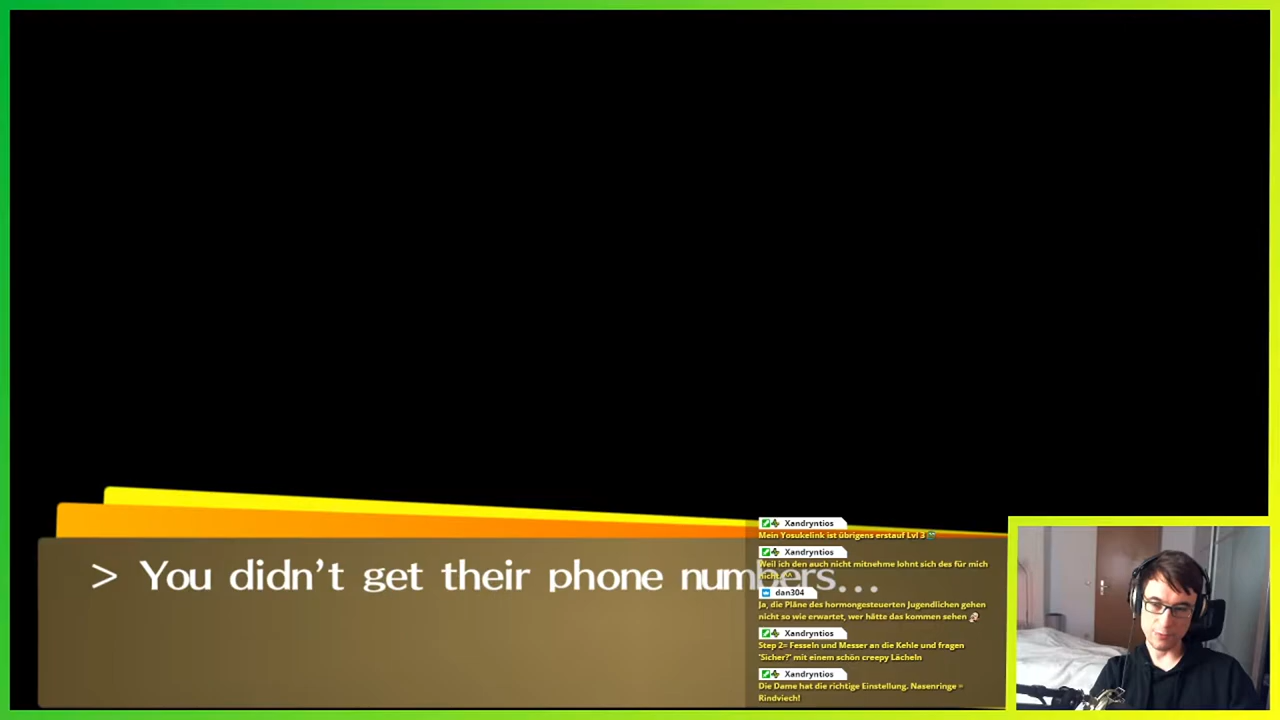 > You didn't get their phone numbers...
Xandryntios
Mein Yosukelink ist übrigens erstauf Lvl 3
Xandryntios
Weil ich den auch nicht mitnehme lohnt sich des für mich
nicht. ^^
dan304
Ja, die Pläne des hormongesteuerten Jugendlichen gehen
nicht so wie erwartet, wer hätte das kommen sehen
Xandryntios
Step 2= Fesseln und Messer an die Kehle und fragen
'Sicher?' mit einem schön creepy Lächeln
Xandryntios
Die Dame hat die richtige Einstellung. Nasenringe =
Rindviech!